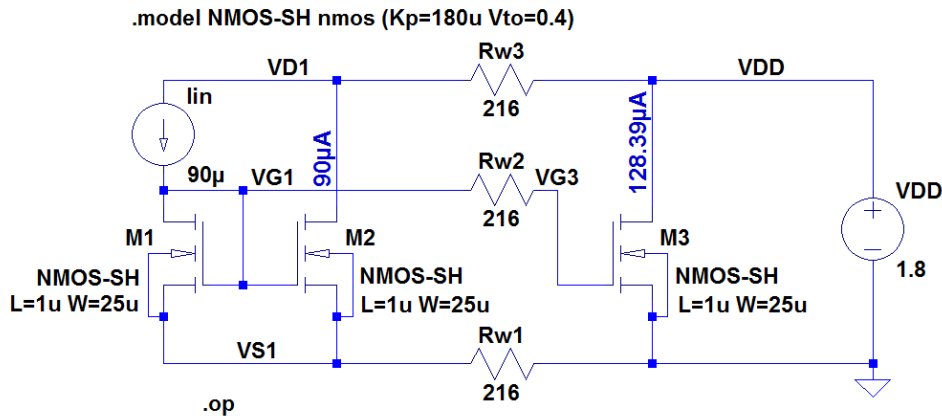 .model NMOS-SH nmos (Kp=180u Vto=0.4)
Rw3
VD1
VDD
216
Iin
90µ
90µA
128.39µA
VG1
Rw2
VG3
216
VDD
1.8
M1
M2
M3
NMOS-SH
L=1u W=25u
NMOS-SH
L=1u W=25u
NMOS-SH
L=1u W=25u
VS1
Rw1
216
.op